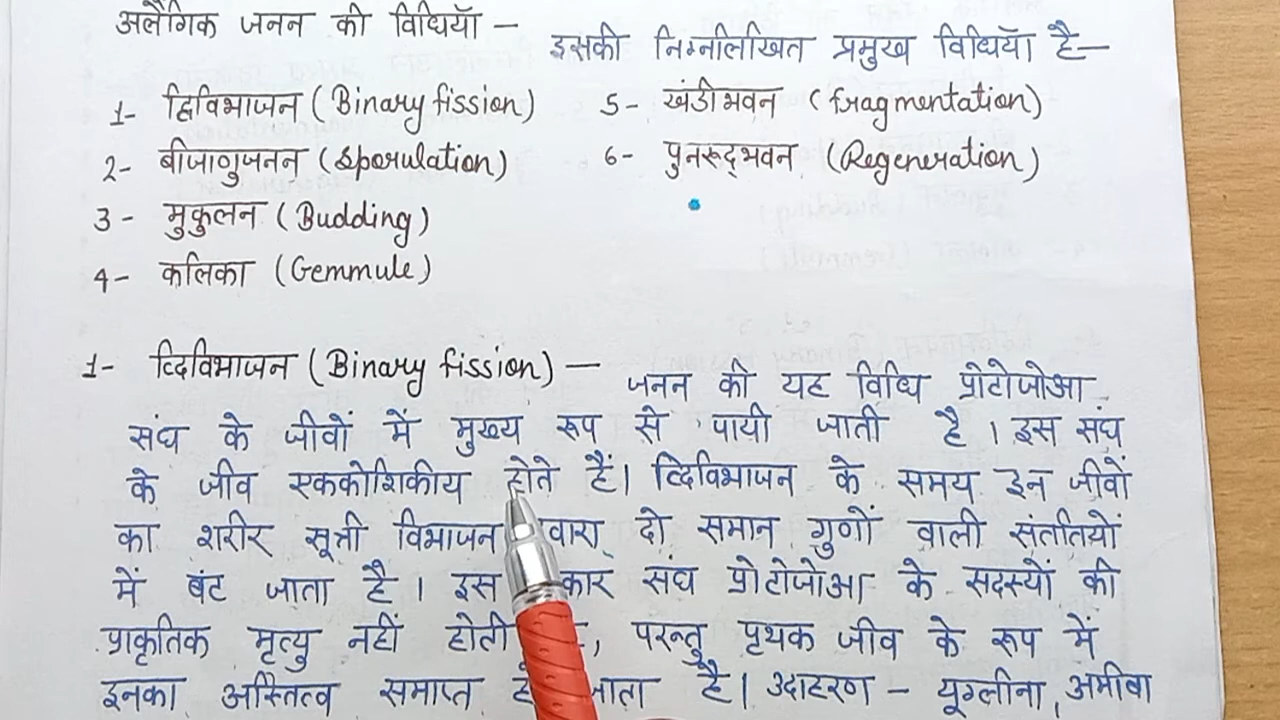 अलैंगिक जनन की विधियाँ —
इसकी निम्नलिखित प्रमुख विधियाँ है—
1- द्विविभाजन (Binary fission)
2- बीजाणुजनन (Sporulation)
3- मुकुलन (Budding)
4- कलिका (Gemmule)
5- खंडीभवन (fragmentation)
6- पुनरूद्भवन (Regeneration)
1- द्विविभाजन (Binary fission) — जनन की यह विधि प्रोटोजोआ
संघ के जीवों में मुख्य रूप से पायी जाती है। इस संघ
के जीव एककोशिकीय होते हैं। द्विविभाजन के समय इन जीवों
का शरीर सूत्री विभाजन वारा दो समान गुणों वाली संततियों
में बंट जाता है। इस कार संघ प्रोटोजोआ के सदस्यों की
प्राकृतिक मृत्यु नहीं होती , परन्तु पृथक जीव के रूप में
इनका अस्तित्व समाप्त जाता है। उदाहरण – यूग्लीना, अमीबा